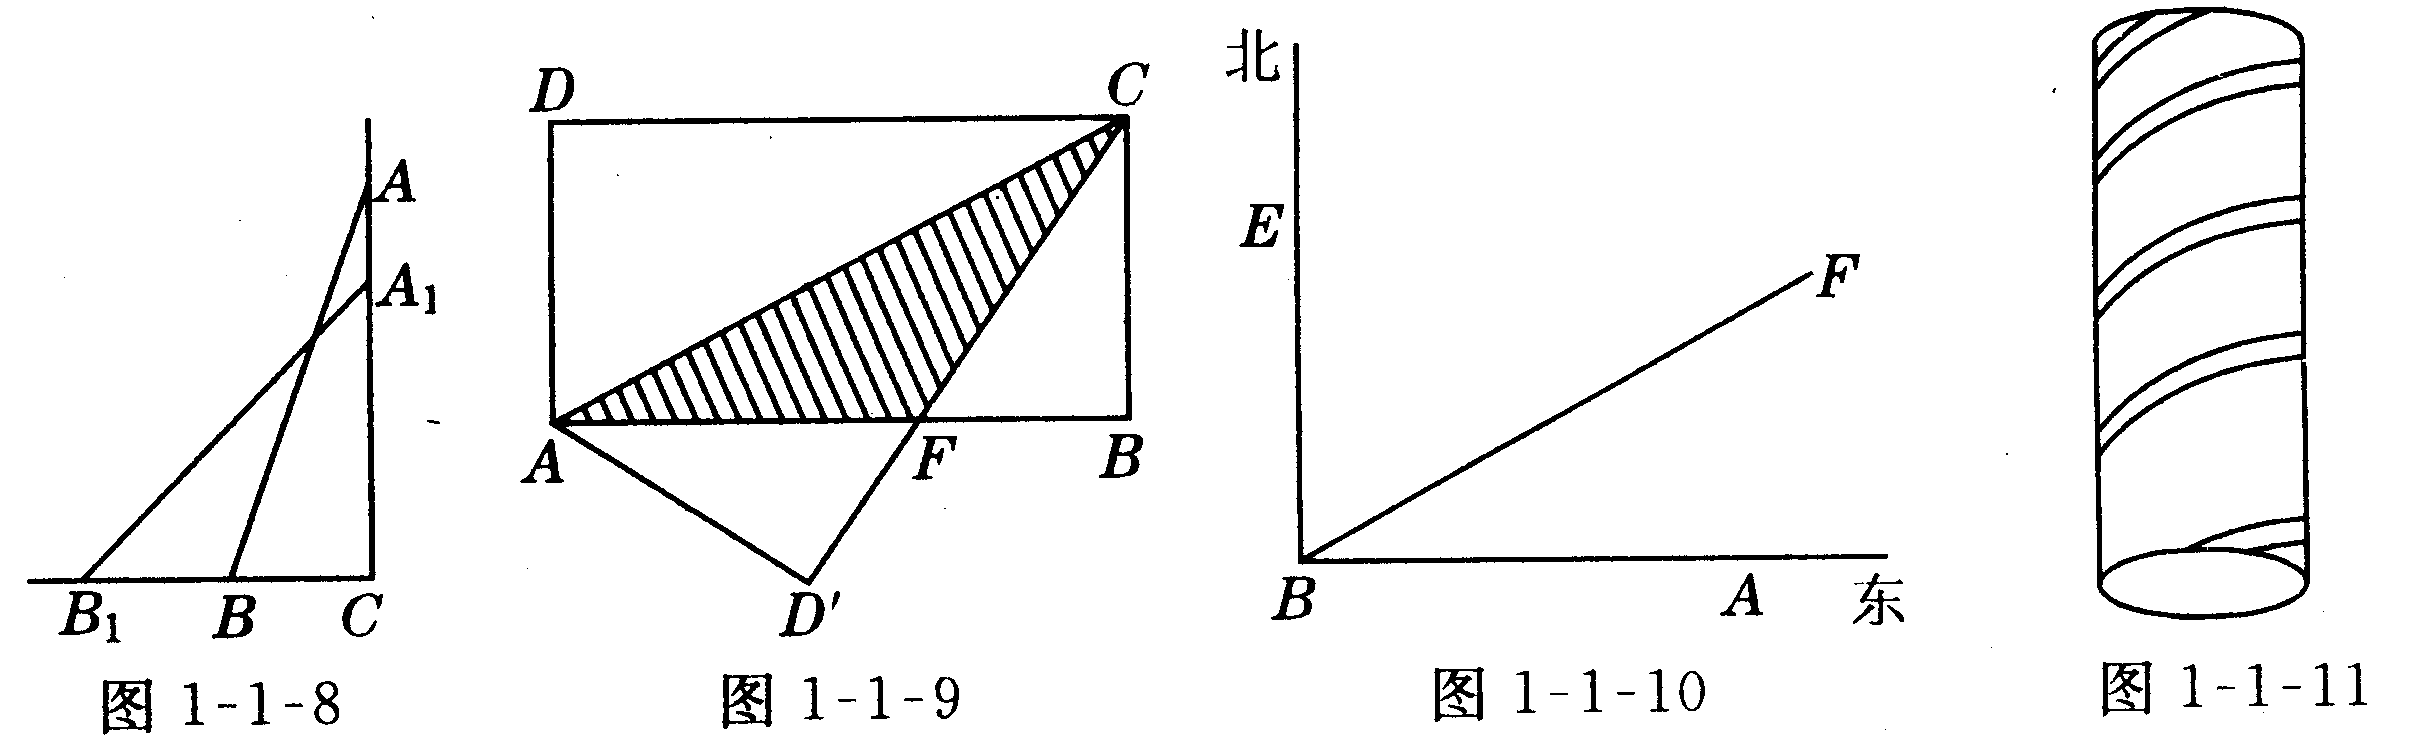 A
A₁
B₁ B C
图 1-1-8
D C
A F B
D′
图 1-1-9
北
E
F
B A 东
图 1-1-10
图 1-1-11